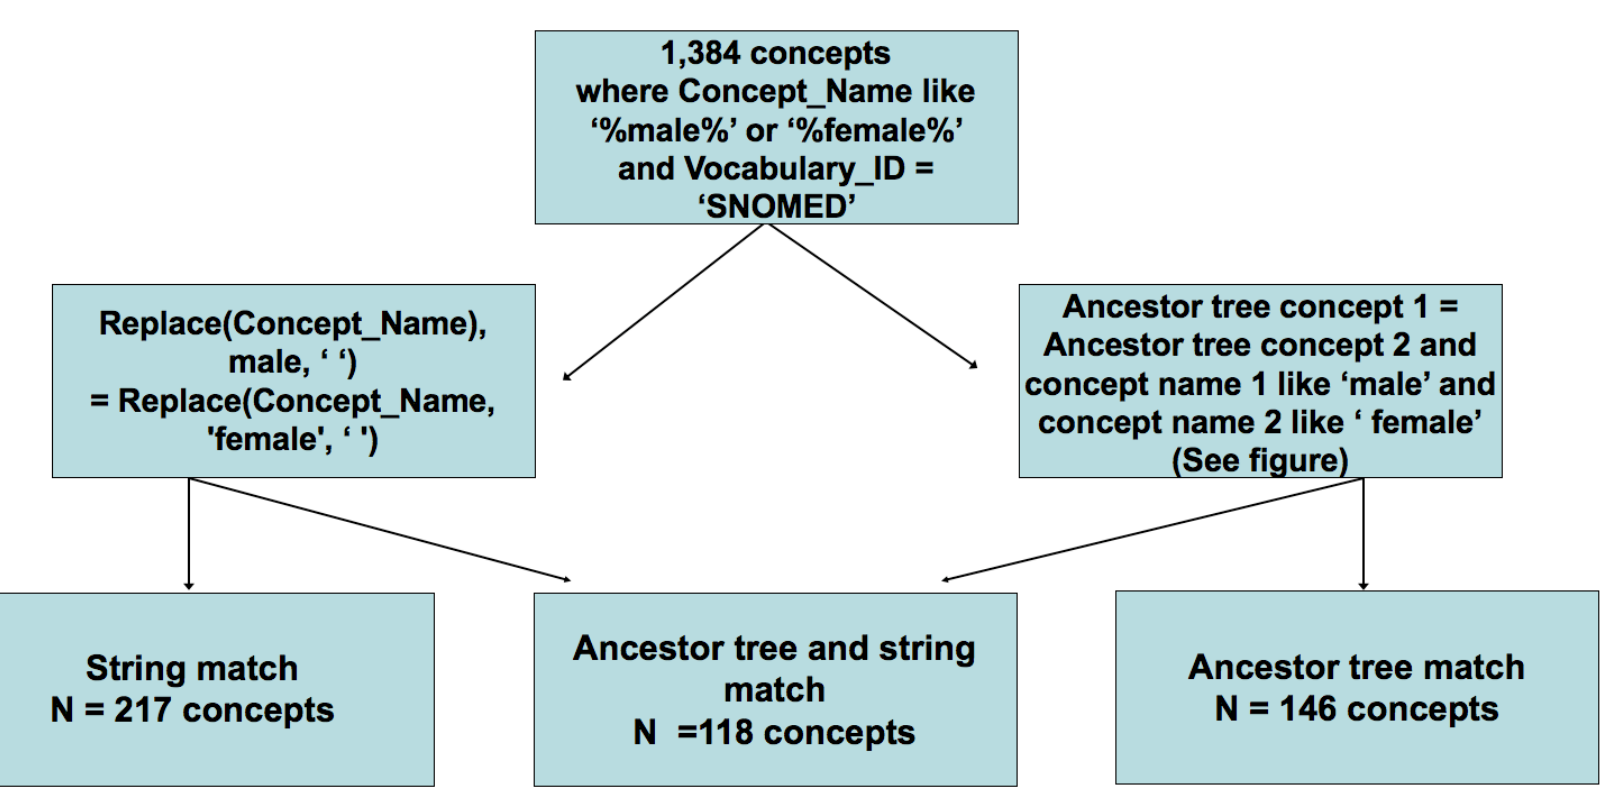 1,384 concepts
where Concept_Name like
‘%male%’ or ‘%female%’
and Vocabulary_ID =
‘SNOMED’
Replace(Concept_Name),
male, ‘ ‘)
= Replace(Concept_Name,
'female', ‘ ')
Ancestor tree concept 1 =
Ancestor tree concept 2 and
concept name 1 like ‘male’ and
concept name 2 like ‘ female’
(See figure)
String match
N = 217 concepts
Ancestor tree and string
match
N  =118 concepts
Ancestor tree match
N = 146 concepts